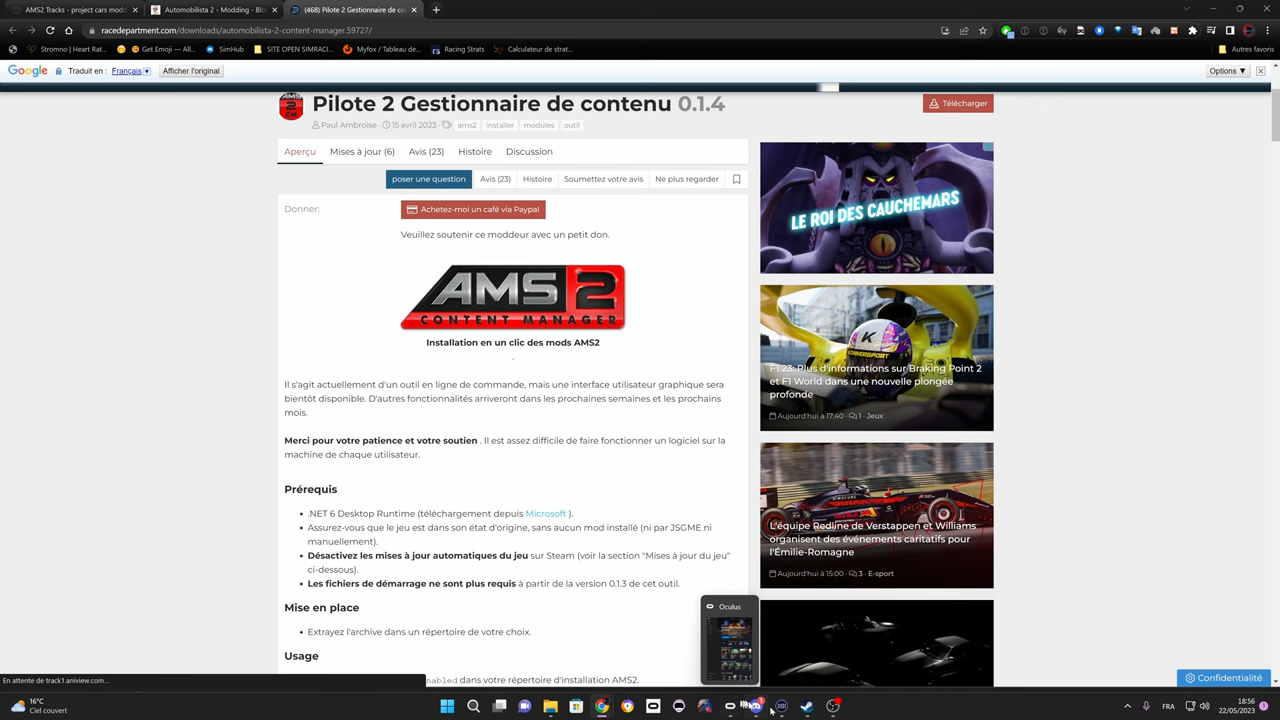 AMS2 Tracks - project cars mod
Automobilista 2 - Modding - Blo
(468) Pilote 2 Gestionnaire de co
racedepartment.com/downloads/automobilista-2-content-manager.59727/
Stromno | Heart Rat...
Get Emoji — All...
SimHub
SITE OPEN SIMRACI...
Myfox / Tableau de...
Racing Strats
Calculateur de strat...
Autres favoris
Google
Traduit en :
Français
Afficher l'original
Options ▼
AMS 2 CM
Pilote 2 Gestionnaire de contenu 0.1.4
Télécharger
Paul Ambroise
15 avril 2023
ams2
installer
modules
outil
Aperçu
Mises à jour (6)
Avis (23)
Histoire
Discussion
poser une question
Avis (23)
Histoire
Soumettez votre avis
Ne plus regarder
Donner:
Achetez-moi un café via Paypal
Veuillez soutenir ce moddeur avec un petit don.
AMS 2
CONTENT MANAGER
Installation en un clic des mods AMS2
.
Il s'agit actuellement d'un outil en ligne de commande, mais une interface utilisateur graphique sera
bientôt disponible. D'autres fonctionnalités arriveront dans les prochaines semaines et les prochains
mois.
Merci pour votre patience et votre soutien . Il est assez difficile de faire fonctionner un logiciel sur la
machine de chaque utilisateur.
Prérequis
.NET 6 Desktop Runtime (téléchargement depuis Microsoft ).
Assurez-vous que le jeu est dans son état d'origine, sans aucun mod installé (ni par JSGME ni
manuellement).
Désactivez les mises à jour automatiques du jeu sur Steam (voir la section "Mises à jour du jeu"
ci-dessous).
Les fichiers de démarrage ne sont plus requis à partir de la version 0.1.3 de cet outil.
Mise en place
Extrayez l'archive dans un répertoire de votre choix.
Usage
nabled dans votre répertoire d'installation AMS2.
LE ROI DES CAUCHEMARS
F1 23: Plus d'informations sur Braking Point 2
et F1 World dans une nouvelle plongée
profonde
Aujourd'hui à 17:40 · 1 · Jeux
L'équipe Redline de Verstappen et Williams
organisent des événements caritatifs pour
l'Émilie-Romagne
Aujourd'hui à 15:00 · 3 · E-sport
Oculus
Confidentialité
En attente de track1.aniview.com...
16°C
Ciel couvert
FRA
18:56
22/05/2023